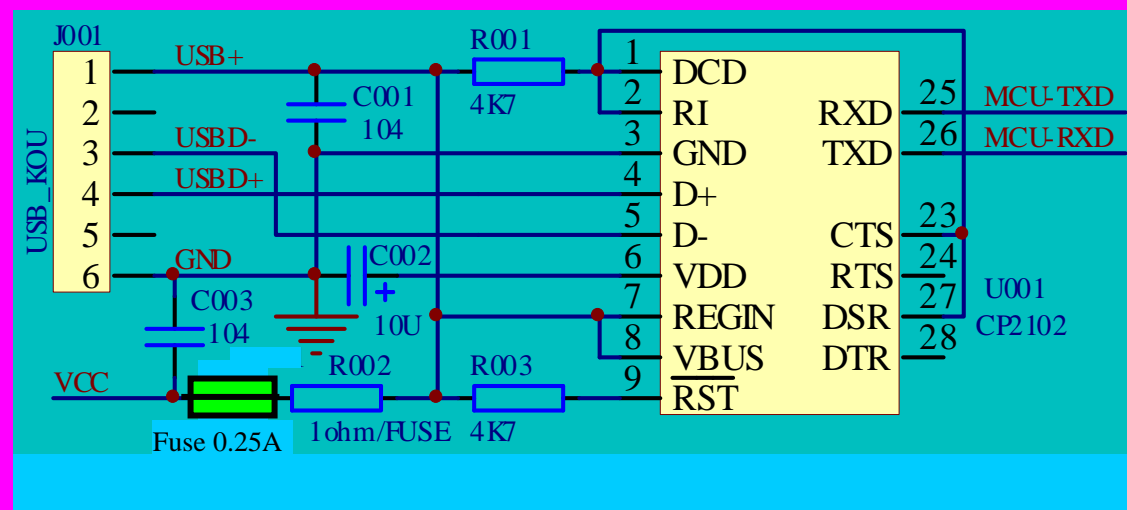 J001
USB_KOU
1
2
3
4
5
6
USB+
USBD-
USBD+
GND
C001
104
C002
+
10U
C003
104
VCC
Fuse 0.25A
R002
1ohm/FUSE
R001
4K7
R003
4K7
1 DCD
2 RI
3 GND
4 D+
5 D-
6 VDD
7 REGIN
8 VBUS
9 RST
RXD 25 MCU-TXD
TXD 26 MCU-RXD
CTS 23
RTS 24
DSR 27
DTR 28
U001
CP2102